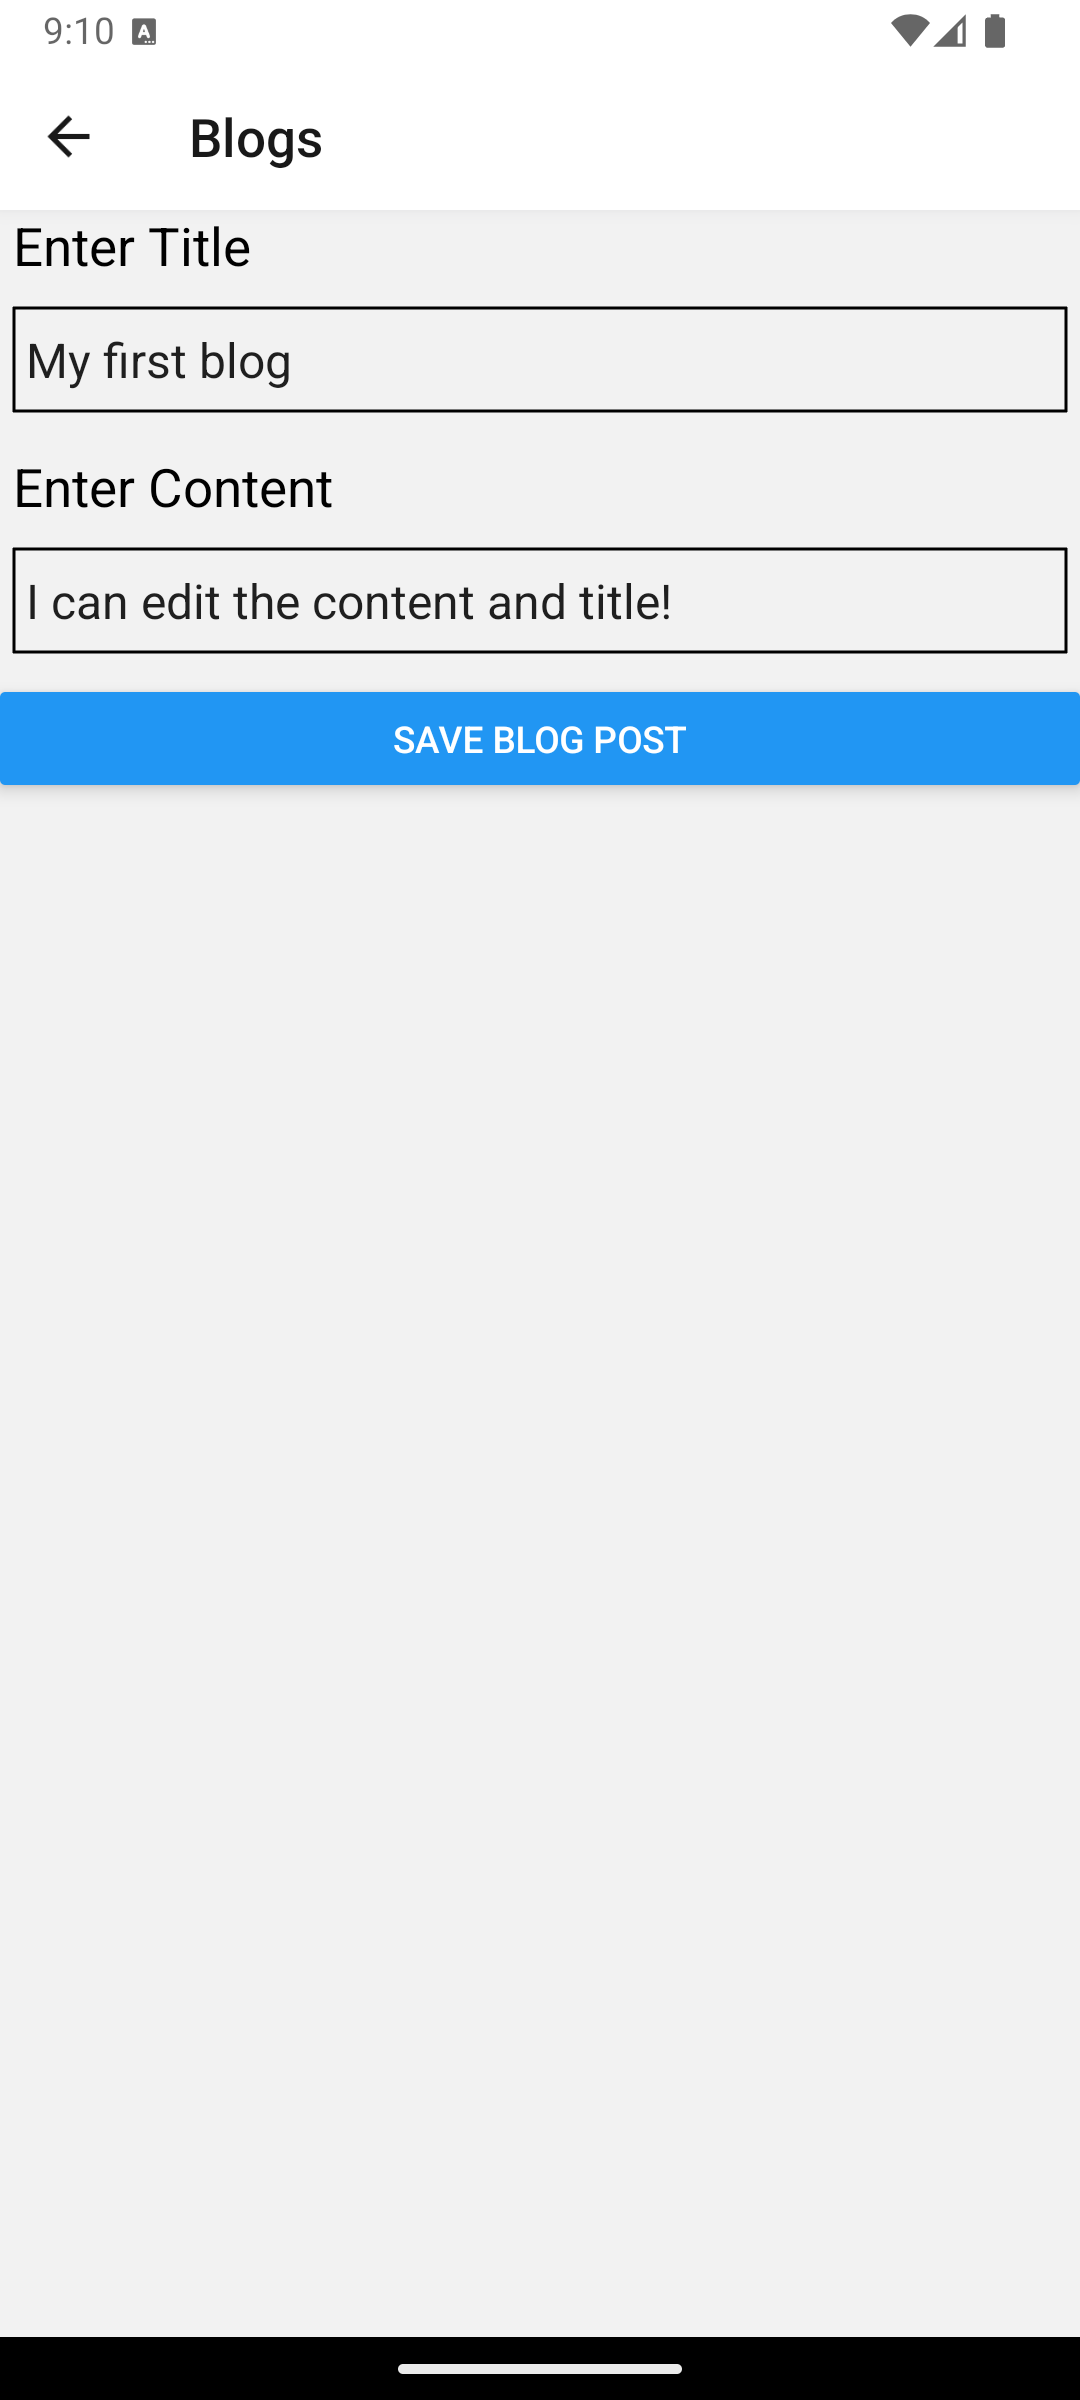 9:10
Blogs
Enter Title
My first blog
Enter Content
I can edit the content and title!
SAVE BLOG POST